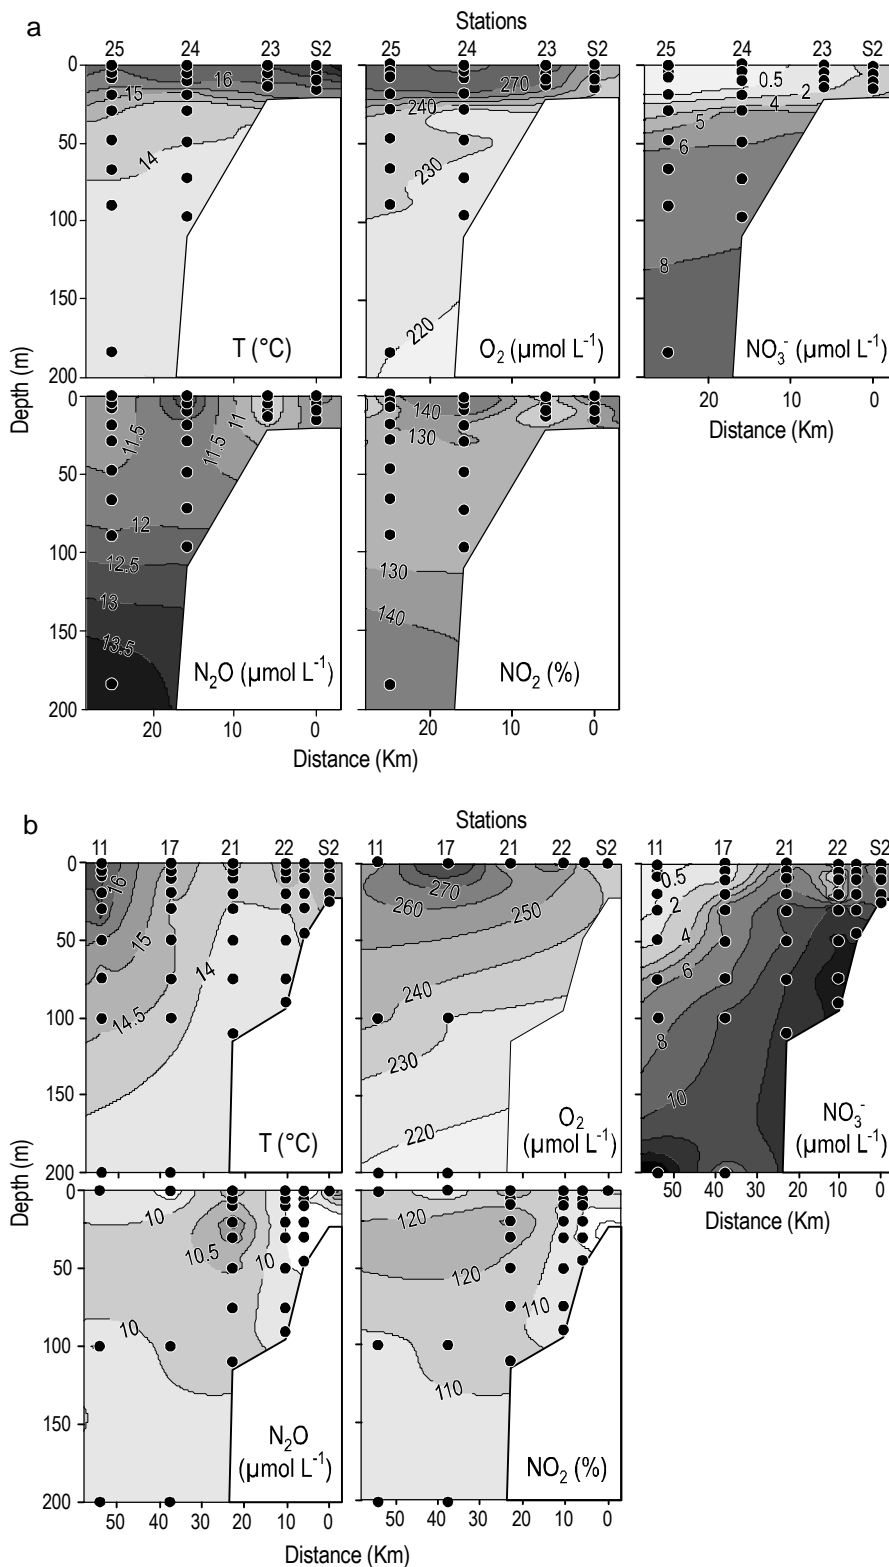 a
Stations
25 24 23 S2
25 24 23 S2
25 24 23 S2
0
50
100
150
200
16
15
14
T (°C)
270
240
230
220
O₂ (µmol L⁻¹)
0.5
2
4
5
6
8
NO₃⁻ (µmol L⁻¹)
20 10 0
Distance (Km)
Depth (m)
0
50
100
150
200
11.5
11.5
11
12
12.5
13
13.5
N₂O (µmol L⁻¹)
140
130
130
140
NO₂ (%)
20 10 0
20 10 0
Distance (Km)
b
Stations
11 17 21 22 S2
11 17 21 22 S2
11 17 21 22 S2
0
50
100
150
200
16
15
14
14.5
T (°C)
270
260
250
240
230
220
O₂
(µmol L⁻¹)
0.5
2
4
6
8
10
NO₃⁻
(µmol L⁻¹)
50 40 30 20 10 0
Distance (Km)
Depth (m)
0
50
100
150
200
10
10.5
10
10
N₂O
(µmol L⁻¹)
120
120
110
110
NO₂ (%)
50 40 30 20 10 0
50 40 30 20 10 0
Distance (Km)